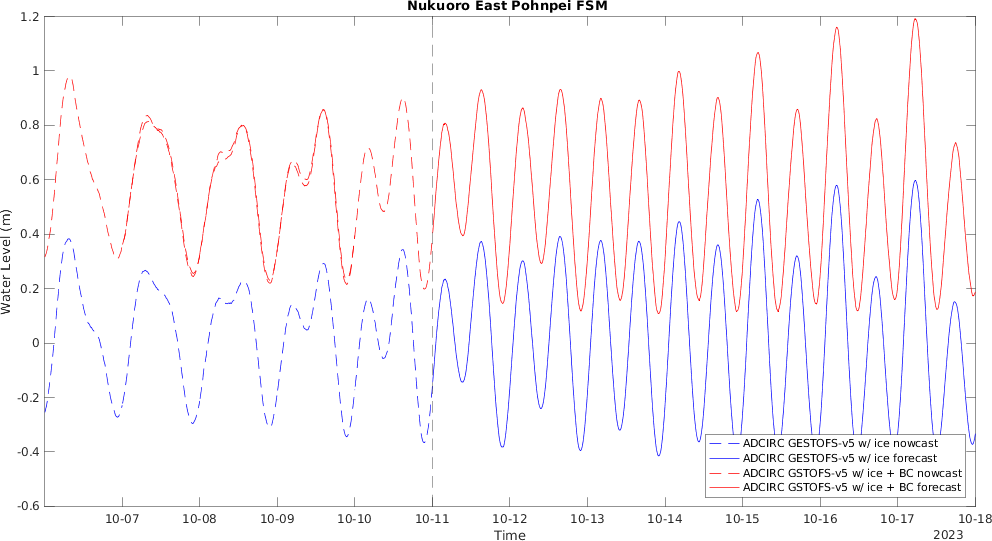 Nukuoro East Pohnpei FSM
Water Level (m)
1.2
1
0.8
0.6
0.4
0.2
0
-0.2
-0.4
-0.6
ADCIRC GESTOFS-v5 w/ ice nowcast
ADCIRC GESTOFS-v5 w/ ice forecast
ADCIRC GSTOFS-v5 w/ ice + BC nowcast
ADCIRC GSTOFS-v5 w/ ice + BC forecast
10-07 10-08 10-09 10-10 10-11 10-12 10-13 10-14 10-15 10-16 10-17 10-18
Time
2023